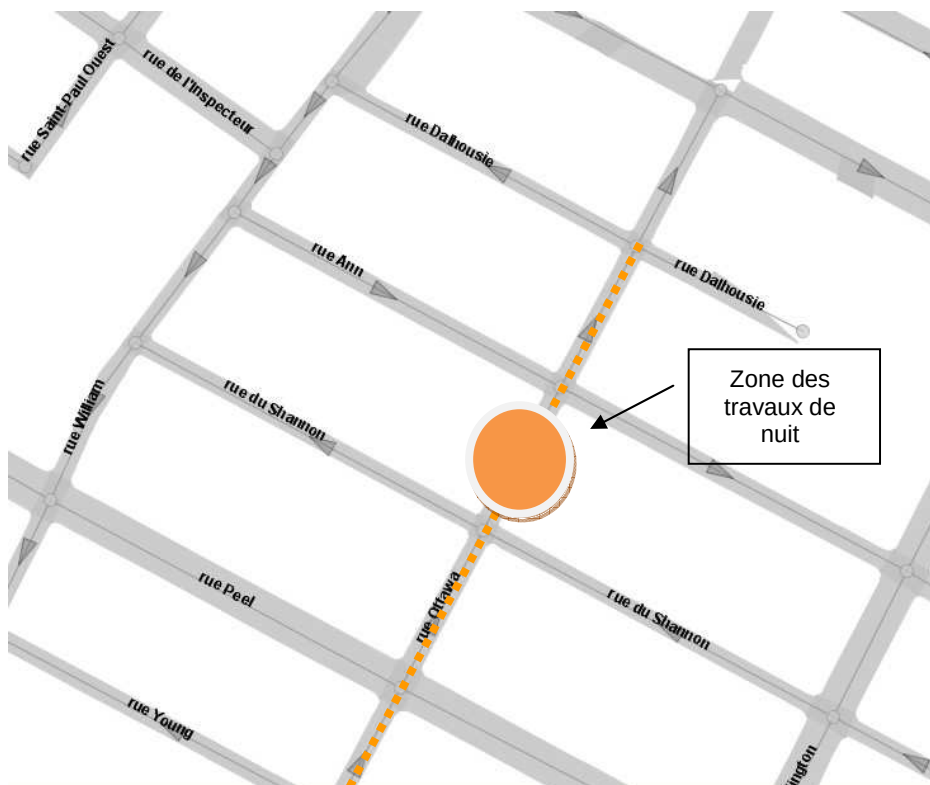 rue Saint-Paul Ouest
rue de l'Inspecteur
rue Dalhousie
rue Dalhousie
rue Ann
Zone des
travaux de
nuit
rue William
rue du Shannon
rue Peel
rue Ottawa
rue du Shannon
rue Young
ington